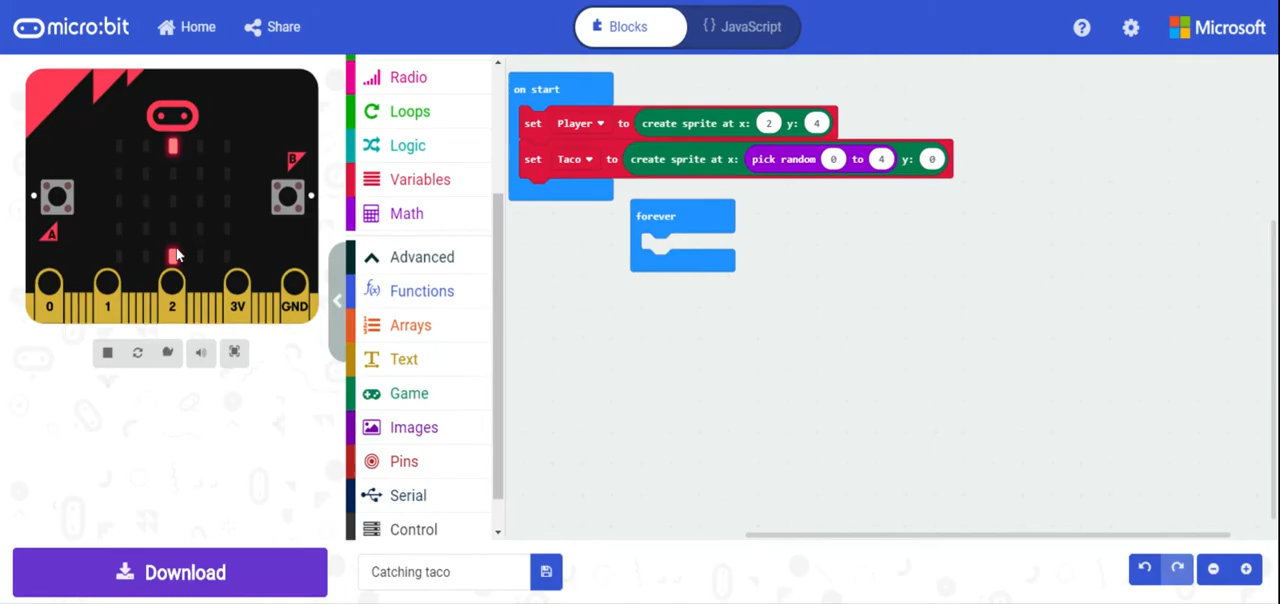 micro:bit Home Share Blocks {} JavaScript ? Microsoft
B
A
0 1 2 3V GND
Download
Radio
Loops
Logic
Variables
Math
Advanced
f(x) Functions
Arrays
T Text
Game
Images
Pins
Serial
Control
on start
set Player to create sprite at x: 2 y: 4
set Taco to create sprite at x: pick random 0 to 4 y: 0
forever
Catching taco